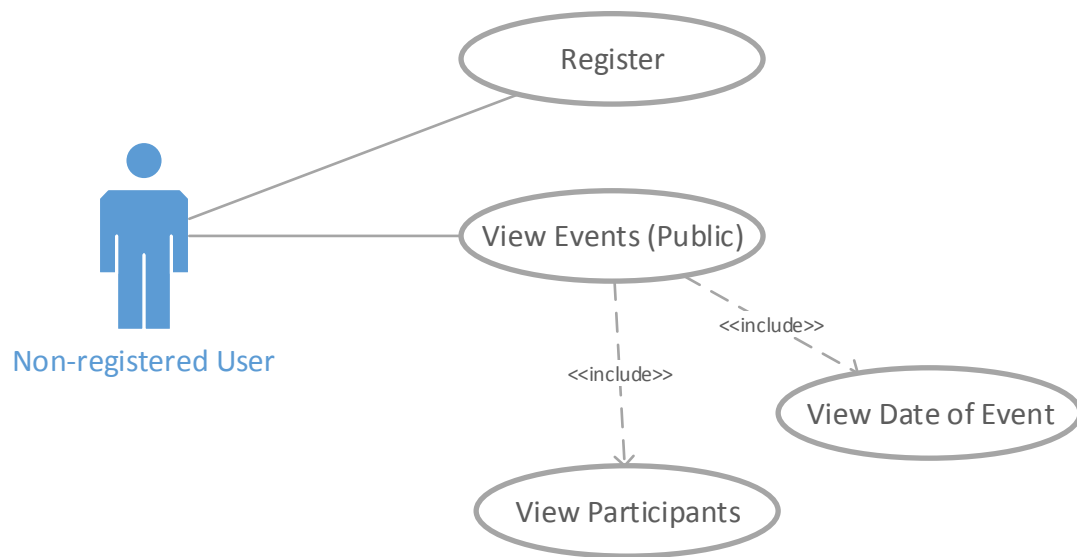 Register
View Events (Public)
<<include>>
Non-registered User
<<include>>
View Date of Event
View Participants